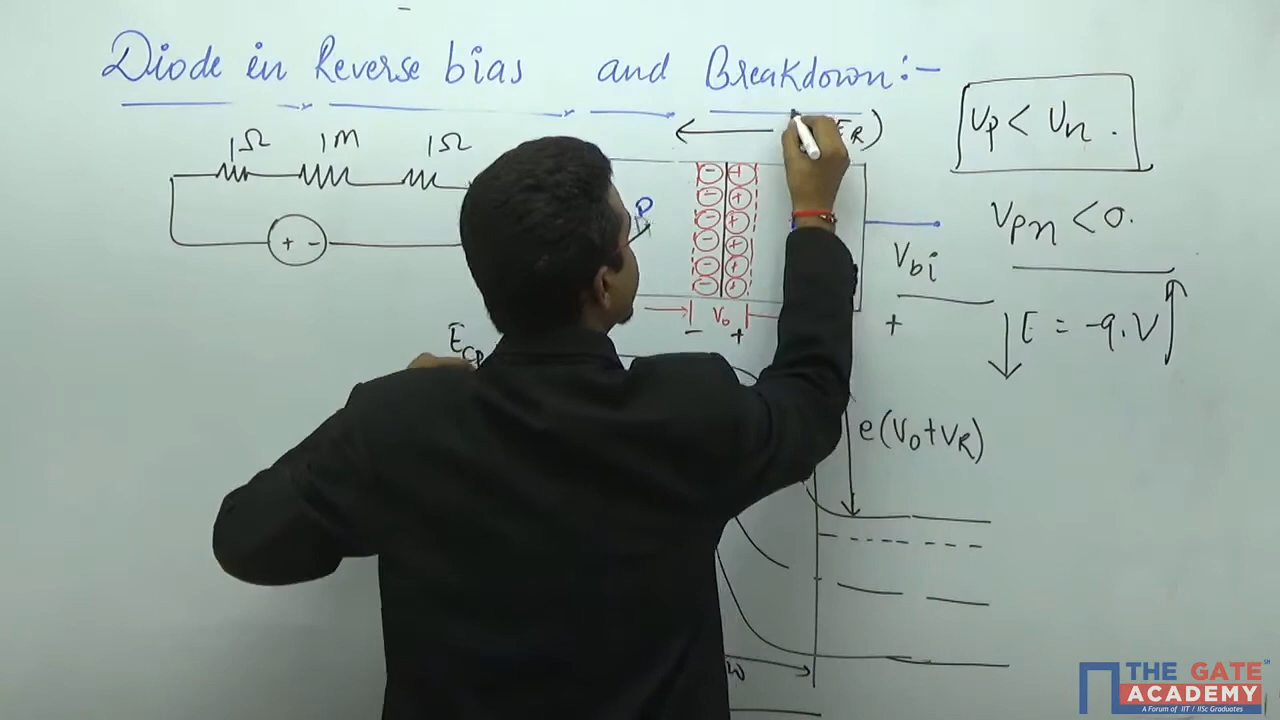 Diode in Reverse bias and Breakdown:-
1Ω 1M 1Ω
R)
Vp < Vn .
P
Vpn < 0.
Vbi
+ -
V0
- +
+
E = -q.V
Ecp
e(V0+VR)
THE GATE
ACADEMY
A Forum of IIT / IISc Graduates